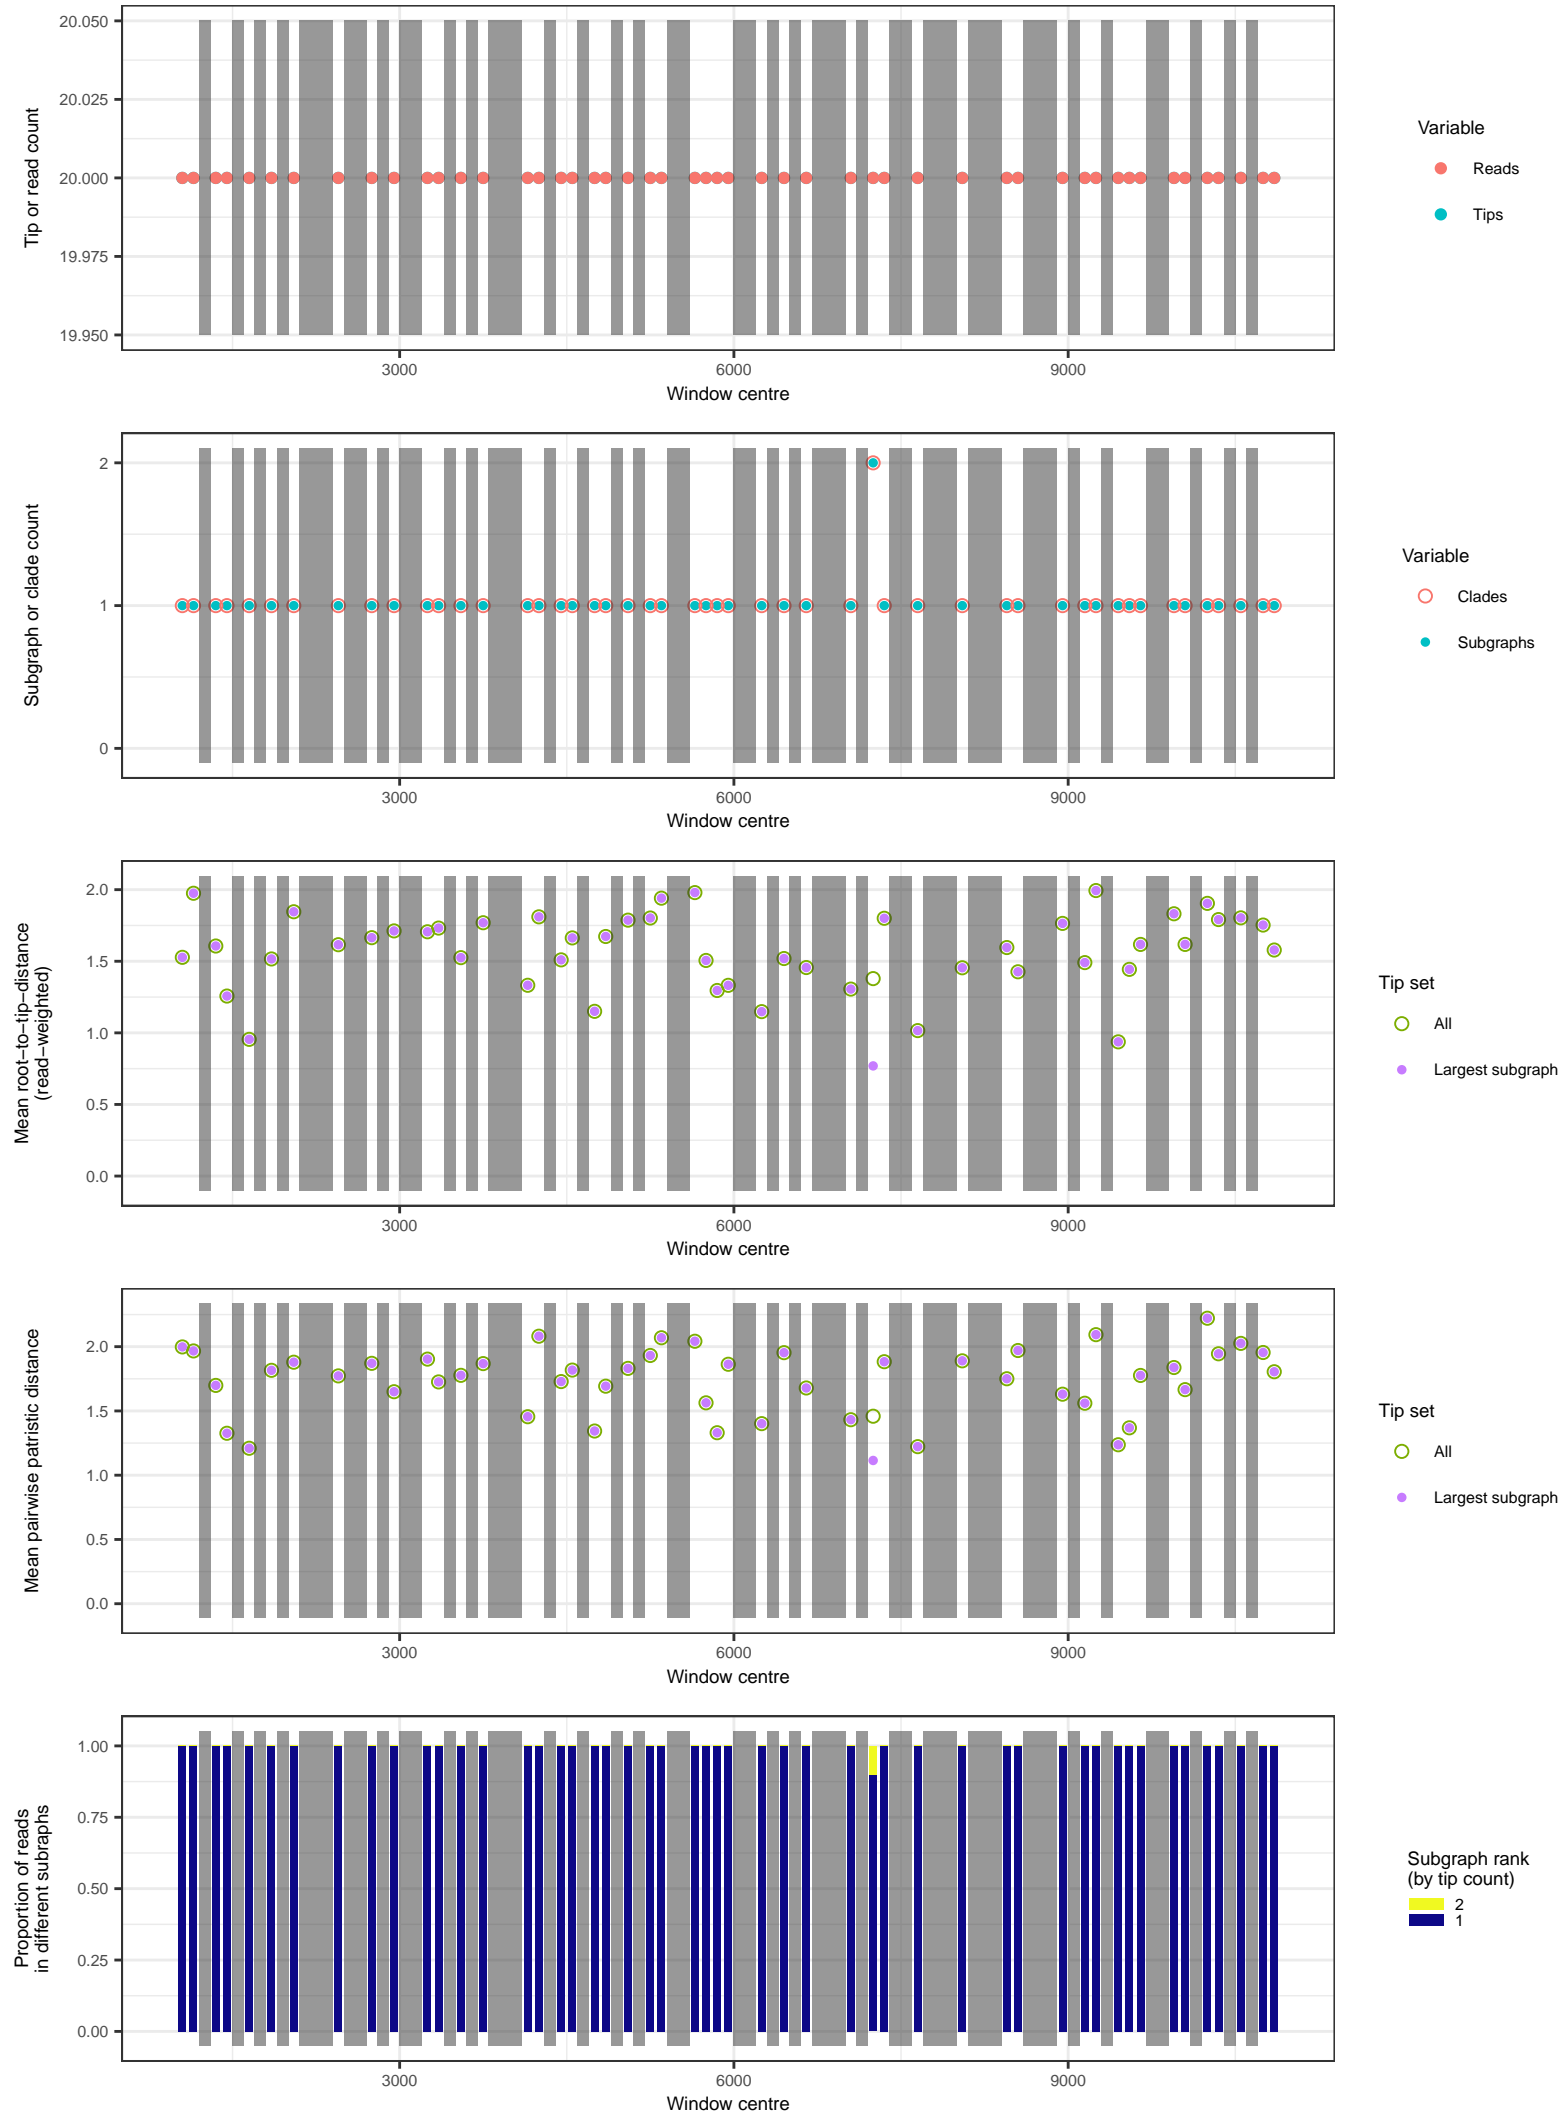 20.050
20.025
20.000
19.975
19.950
Tip or read count
3000
6000
9000
Window centre
Variable
Reads
Tips
2
1
0
Subgraph or clade count
3000
6000
9000
Window centre
Variable
Clades
Subgraphs
2.0
1.5
1.0
0.5
0.0
Mean root−to−tip−distance
(read−weighted)
3000
6000
9000
Window centre
Tip set
All
Largest subgraph
2.0
1.5
1.0
0.5
0.0
Mean pairwise patristic distance
3000
6000
9000
Window centre
Tip set
All
Largest subgraph
1.00
0.75
0.50
0.25
0.00
Proportion of reads
in different subraphs
3000
6000
9000
Window centre
Subgraph rank
(by tip count)
2
1